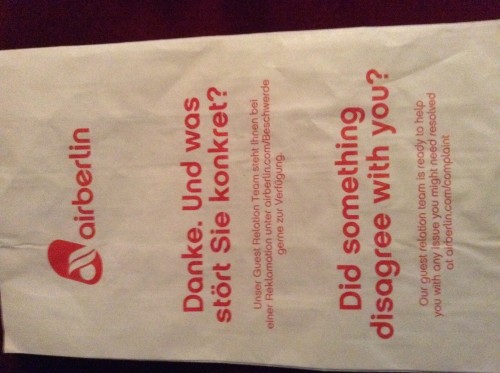 airberlin
Danke. Und was
stört Sie konkret?
Unser Guest Relation Team steht Ihnen bei
einer Reklamation unter airberlin.com/Beschwerde
gerne zur Verfügung.
Did something
disagree with you?
Our guest relation team is ready to help
you with any issue you might need resolved
at airberlin.com/complaint